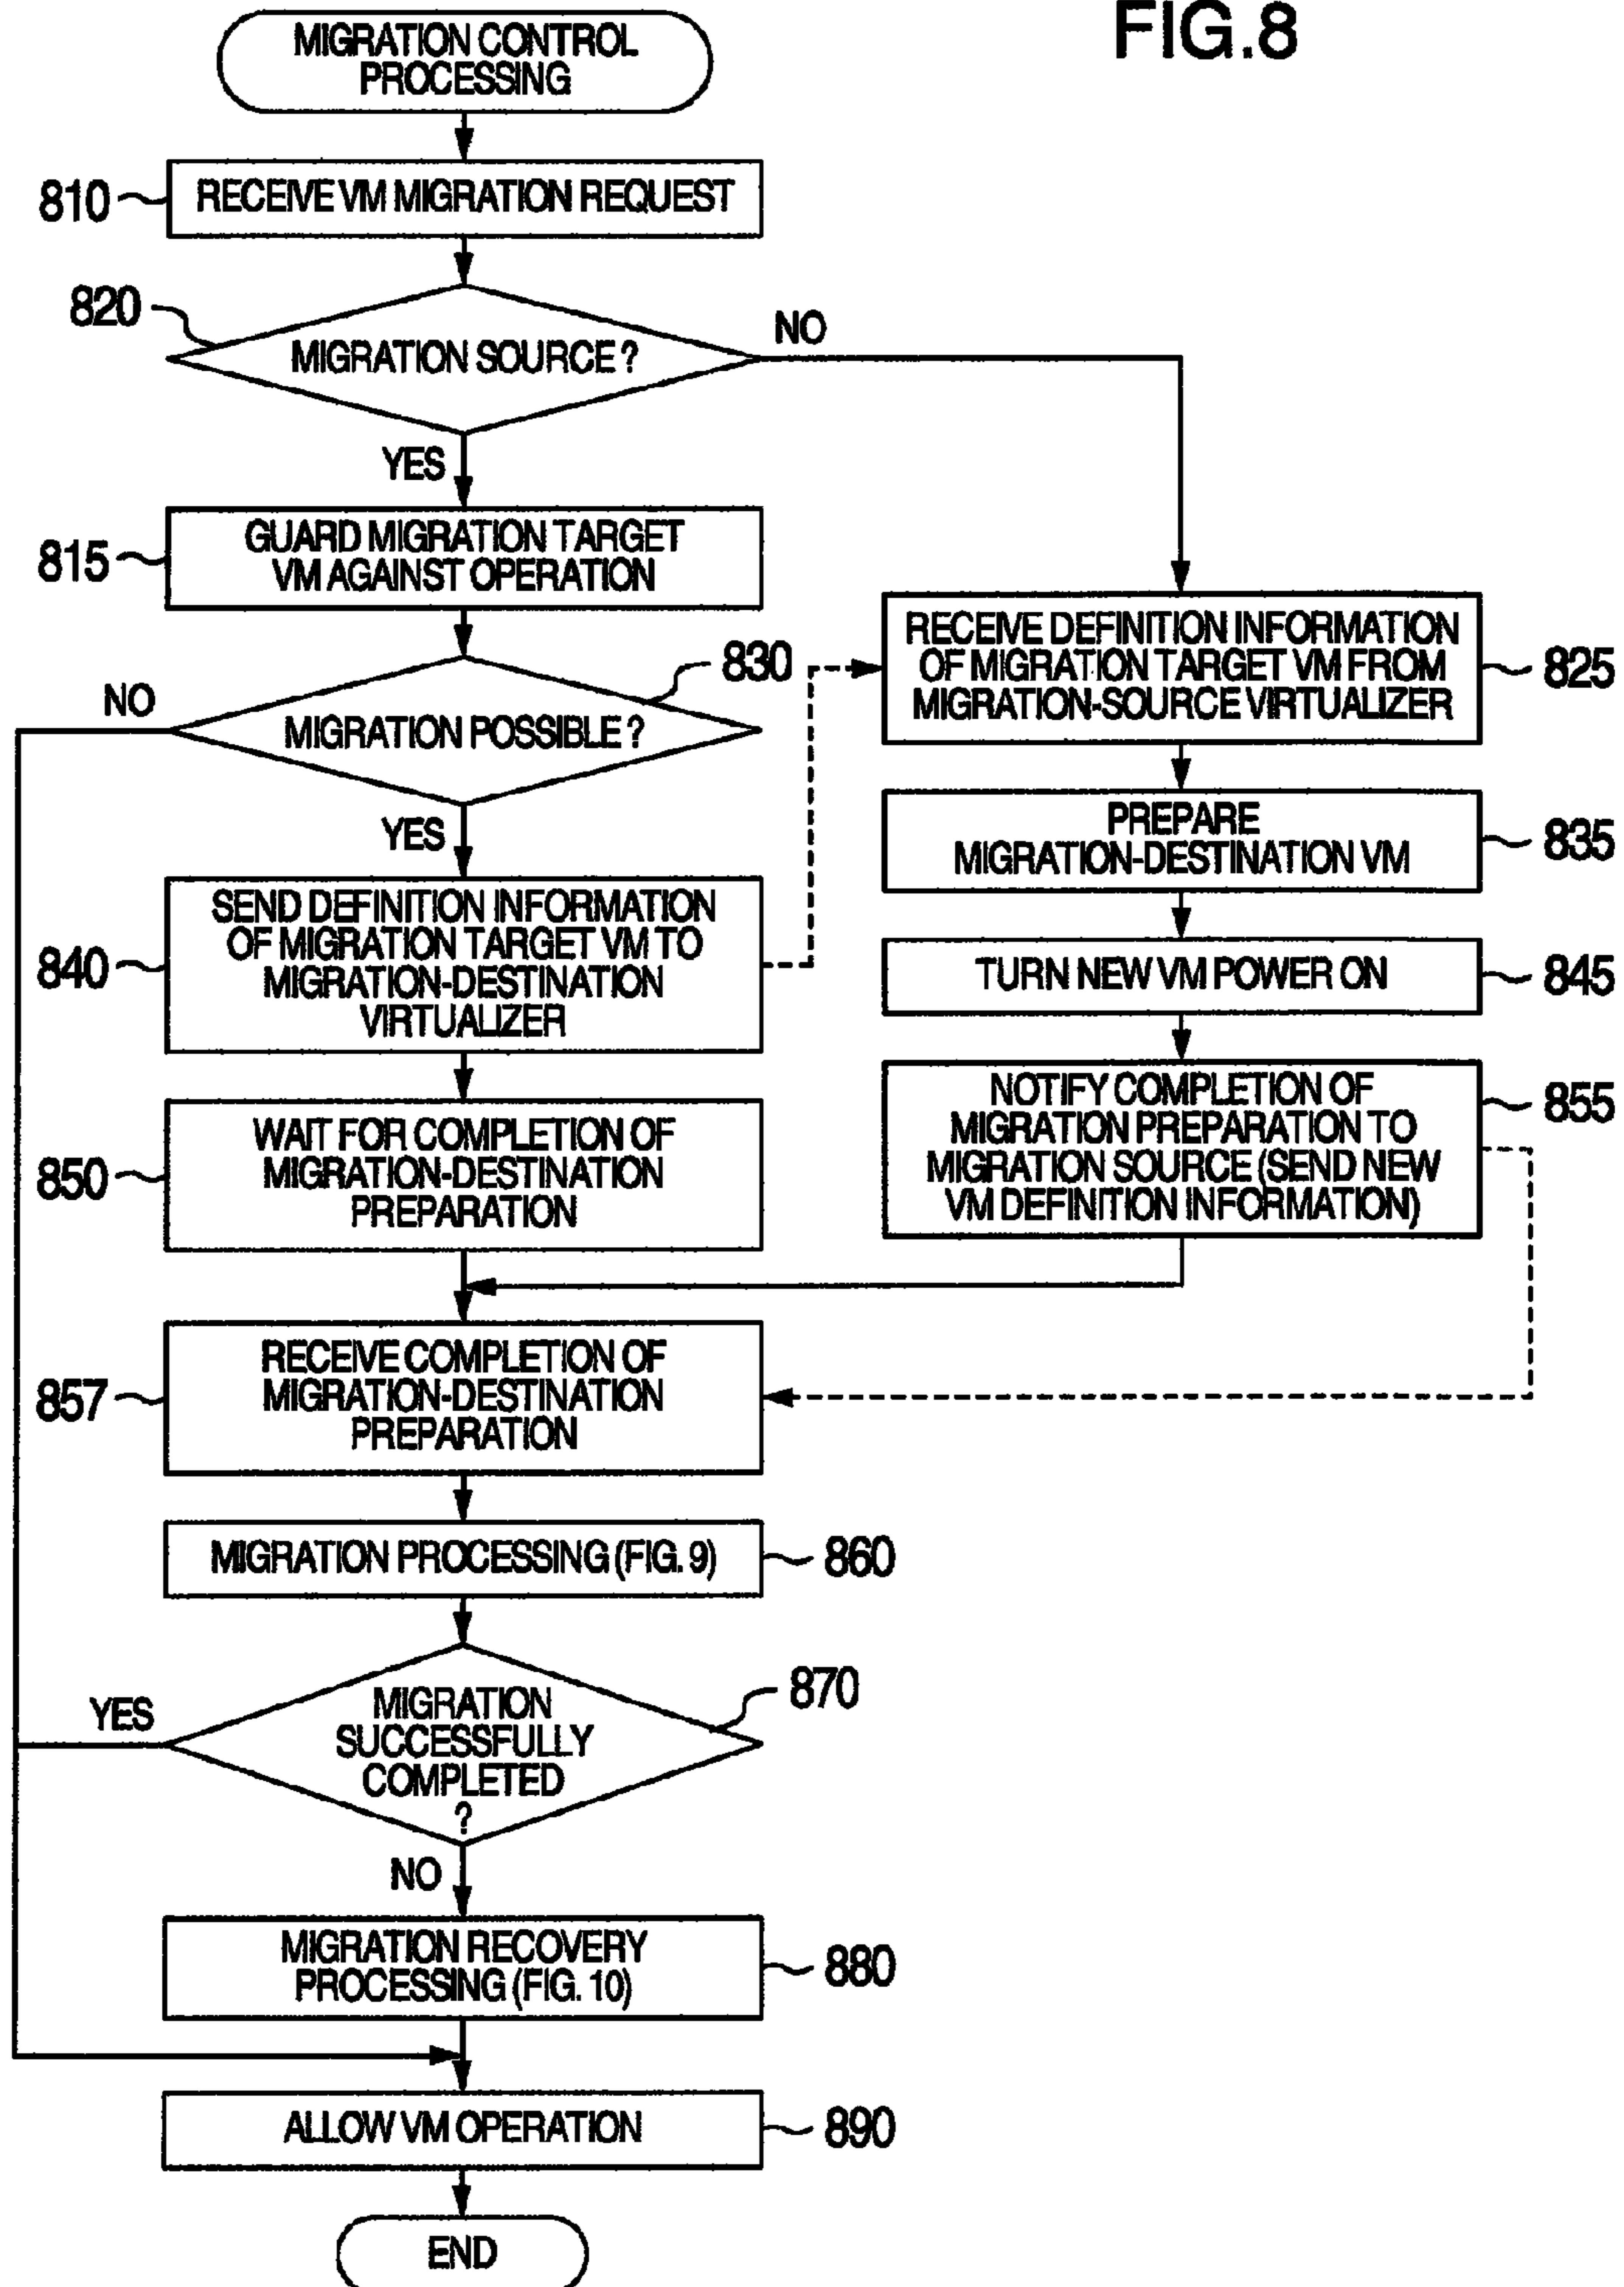 FIG.8
MIGRATION CONTROL
PROCESSING
810
RECEIVE VM MIGRATION REQUEST
820
MIGRATION SOURCE?
NO
YES
815
GUARD MIGRATION TARGET
VM AGAINST OPERATION
830
NO
MIGRATION POSSIBLE?
YES
RECEIVE DEFINITION INFORMATION
OF MIGRATION TARGET VM FROM
MIGRATION-SOURCE VIRTUALIZER
825
PREPARE
MIGRATION-DESTINATION VM
835
840
SEND DEFINITION INFORMATION
OF MIGRATION TARGET VM TO
MIGRATION-DESTINATION
VIRTUALIZER
TURN NEW VM POWER ON
845
850
WAIT FOR COMPLETION OF
MIGRATION-DESTINATION
PREPARATION
NOTIFY COMPLETION OF
MIGRATION PREPARATION TO
MIGRATION SOURCE (SEND NEW
VM DEFINITION INFORMATION)
855
857
RECEIVE COMPLETION OF
MIGRATION-DESTINATION
PREPARATION
MIGRATION PROCESSING (FIG. 9)
860
870
YES
MIGRATION
SUCCESSFULLY
COMPLETED
?
NO
MIGRATION RECOVERY
PROCESSING (FIG. 10)
880
ALLOW VM OPERATION
890
END